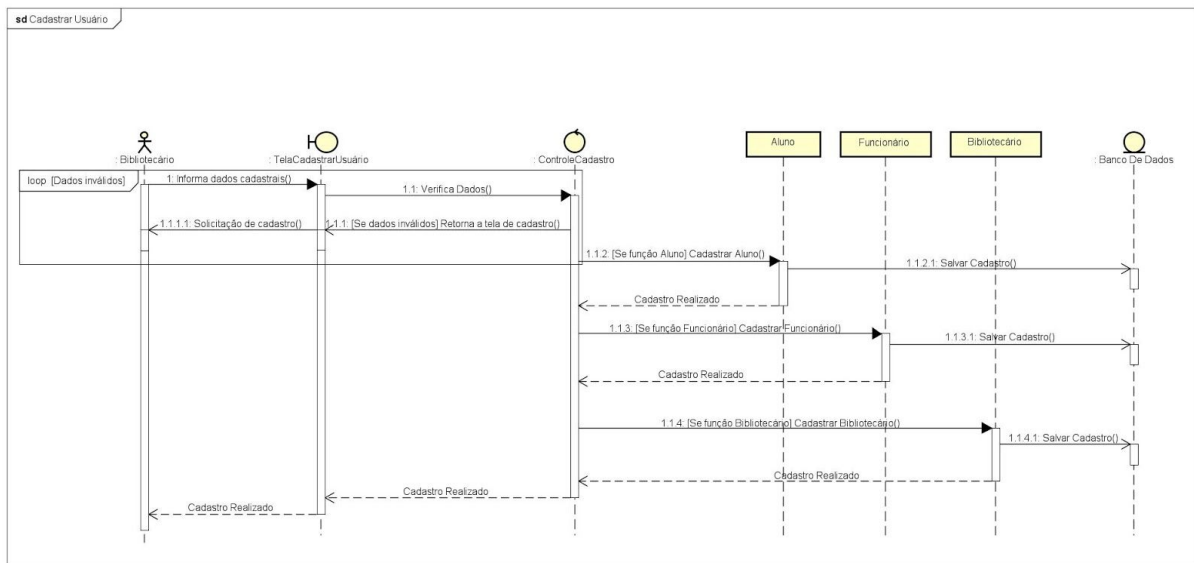 sd Cadastrar Usuário
: Bibliotecário
: TelaCadastrarUsuário
: ControleCadastro
Aluno
Funcionário
Bibliotecário
: Banco De Dados
loop [Dados inválidos]
1: Informa dados cadastrais()
1.1: Verifica Dados()
1.1.1.1: Solicitação de cadastro()
1.1.1: [Se dados inválidos] Retorna a tela de cadastro()
1.1.2: [Se função Aluno] Cadastrar Aluno()
1.1.2.1: Salvar Cadastro()
Cadastro Realizado
1.1.3: [Se função Funcionário] Cadastrar Funcionário()
1.1.3.1: Salvar Cadastro()
Cadastro Realizado
1.1.4: [Se função Bibliotecário] Cadastrar Bibliotecário()
1.1.4.1: Salvar Cadastro()
Cadastro Realizado
Cadastro Realizado
Cadastro Realizado